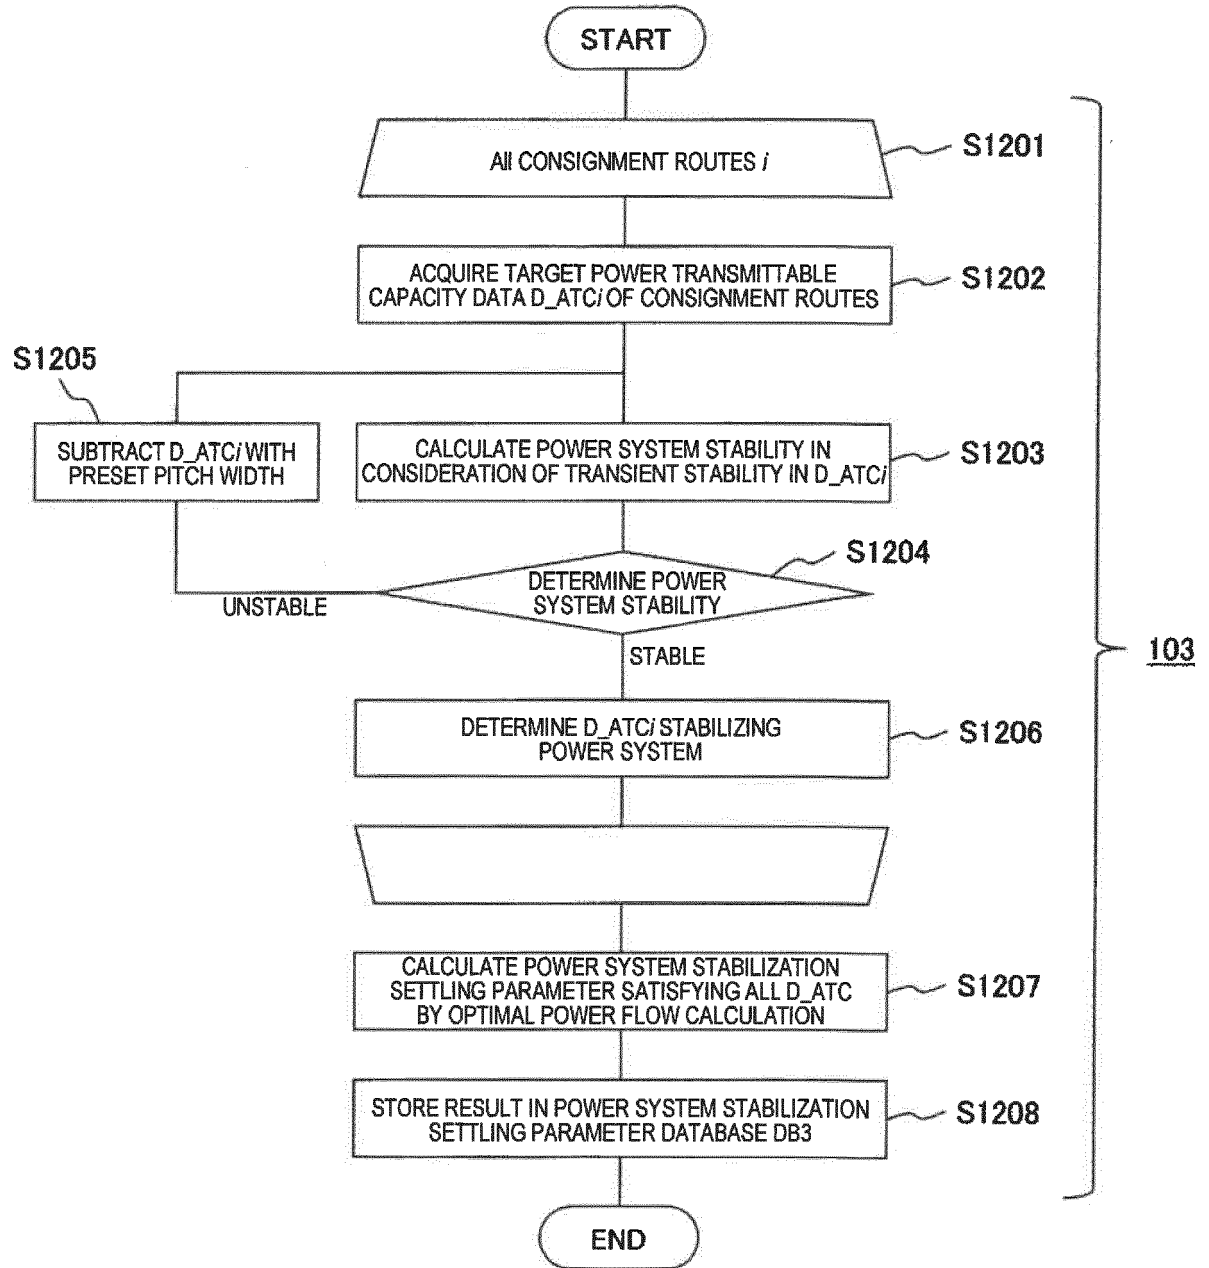 START
All CONSIGNMENT ROUTES i
S1201
ACQUIRE TARGET POWER TRANSMITTABLE
CAPACITY DATA D_ATCi OF CONSIGNMENT ROUTES
S1202
S1205
SUBTRACT D_ATCi WITH
PRESET PITCH WIDTH
CALCULATE POWER SYSTEM STABILITY IN
CONSIDERATION OF TRANSIENT STABILITY IN D_ATCi
S1203
S1204
DETERMINE POWER
SYSTEM STABILITY
UNSTABLE
STABLE
103
DETERMINE D_ATCi STABILIZING
POWER SYSTEM
S1206
CALCULATE POWER SYSTEM STABILIZATION
SETTLING PARAMETER SATISFYING ALL D_ATC
BY OPTIMAL POWER FLOW CALCULATION
S1207
STORE RESULT IN POWER SYSTEM STABILIZATION
SETTLING PARAMETER DATABASE DB3
S1208
END